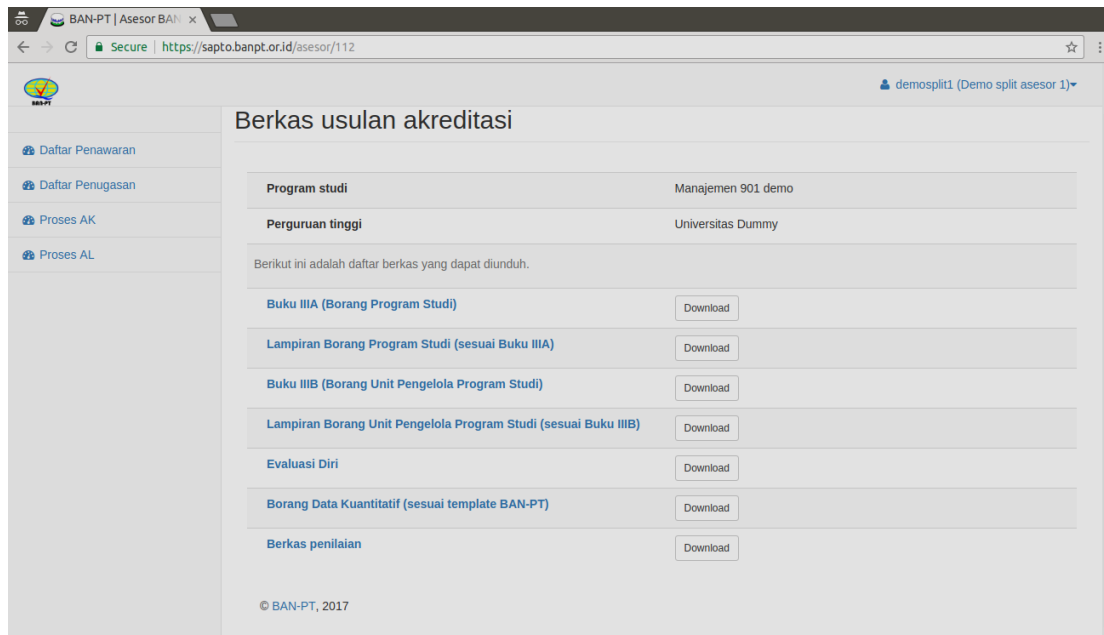 BAN-PT | Asesor BAN
Secure | https://sapto.banpt.or.id/asesor/112
BAN-PT
demosplit1 (Demo split asesor 1)
Berkas usulan akreditasi
Daftar Penawaran
Daftar Penugasan
Proses AK
Proses AL
Program studi Manajemen 901 demo
Perguruan tinggi Universitas Dummy
Berikut ini adalah daftar berkas yang dapat diunduh.
Buku IIIA (Borang Program Studi) Download
Lampiran Borang Program Studi (sesuai Buku IIIA) Download
Buku IIIB (Borang Unit Pengelola Program Studi) Download
Lampiran Borang Unit Pengelola Program Studi (sesuai Buku IIIB) Download
Evaluasi Diri Download
Borang Data Kuantitatif (sesuai template BAN-PT) Download
Berkas penilaian Download
© BAN-PT, 2017